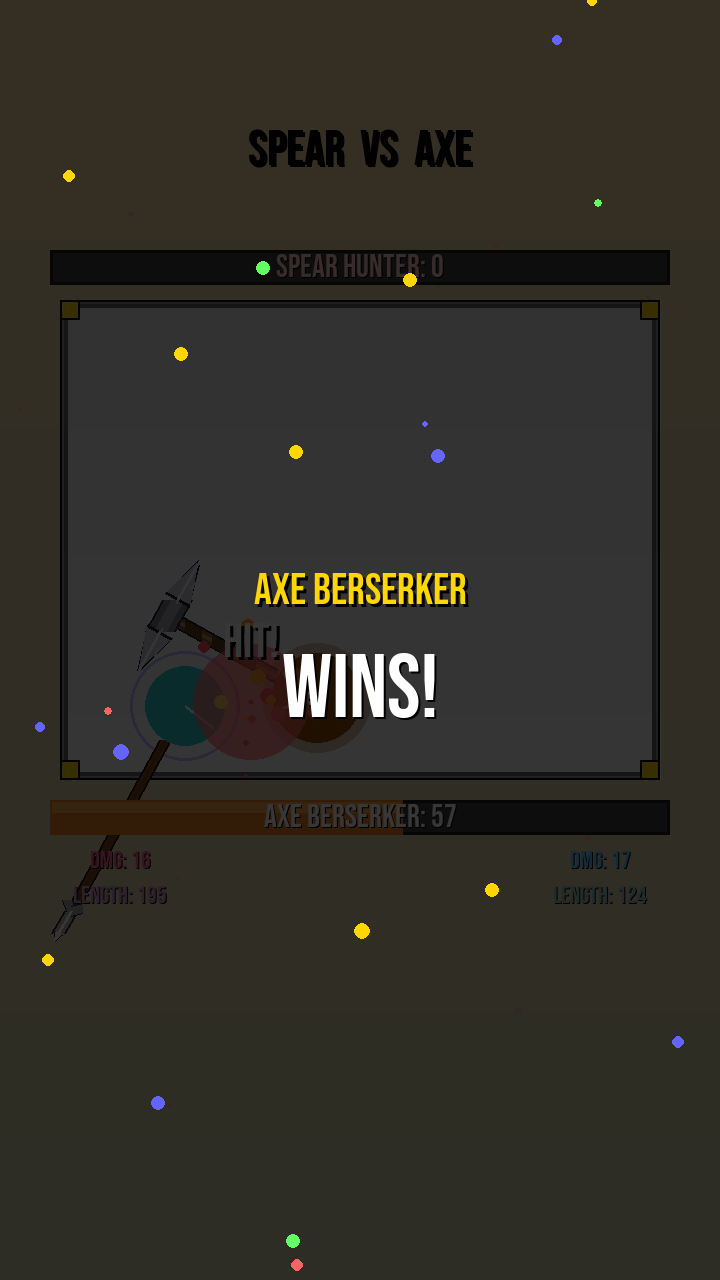 SPEAR VS AXE
SPEAR HUNTER: 0
AXE BERSERKER
HIT!
WINS!
AXE BERSERKER: 57
DMG: 16
DMG: 17
LENGTH: 195
LENGTH: 124